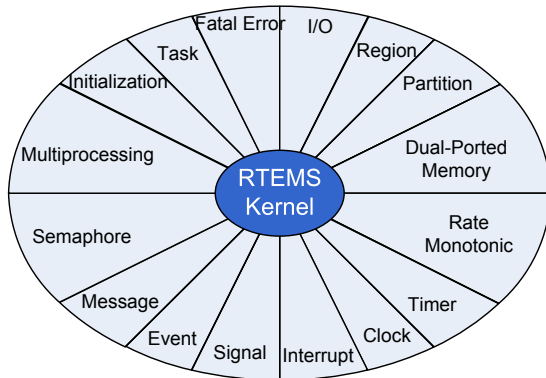 Fatal Error
I/O
Task
Region
Initialization
Partition
Multiprocessing
Dual-Ported
Memory
RTEMS
Kernel
Semaphore
Rate
Monotonic
Message
Timer
Event
Clock
Signal
Interrupt